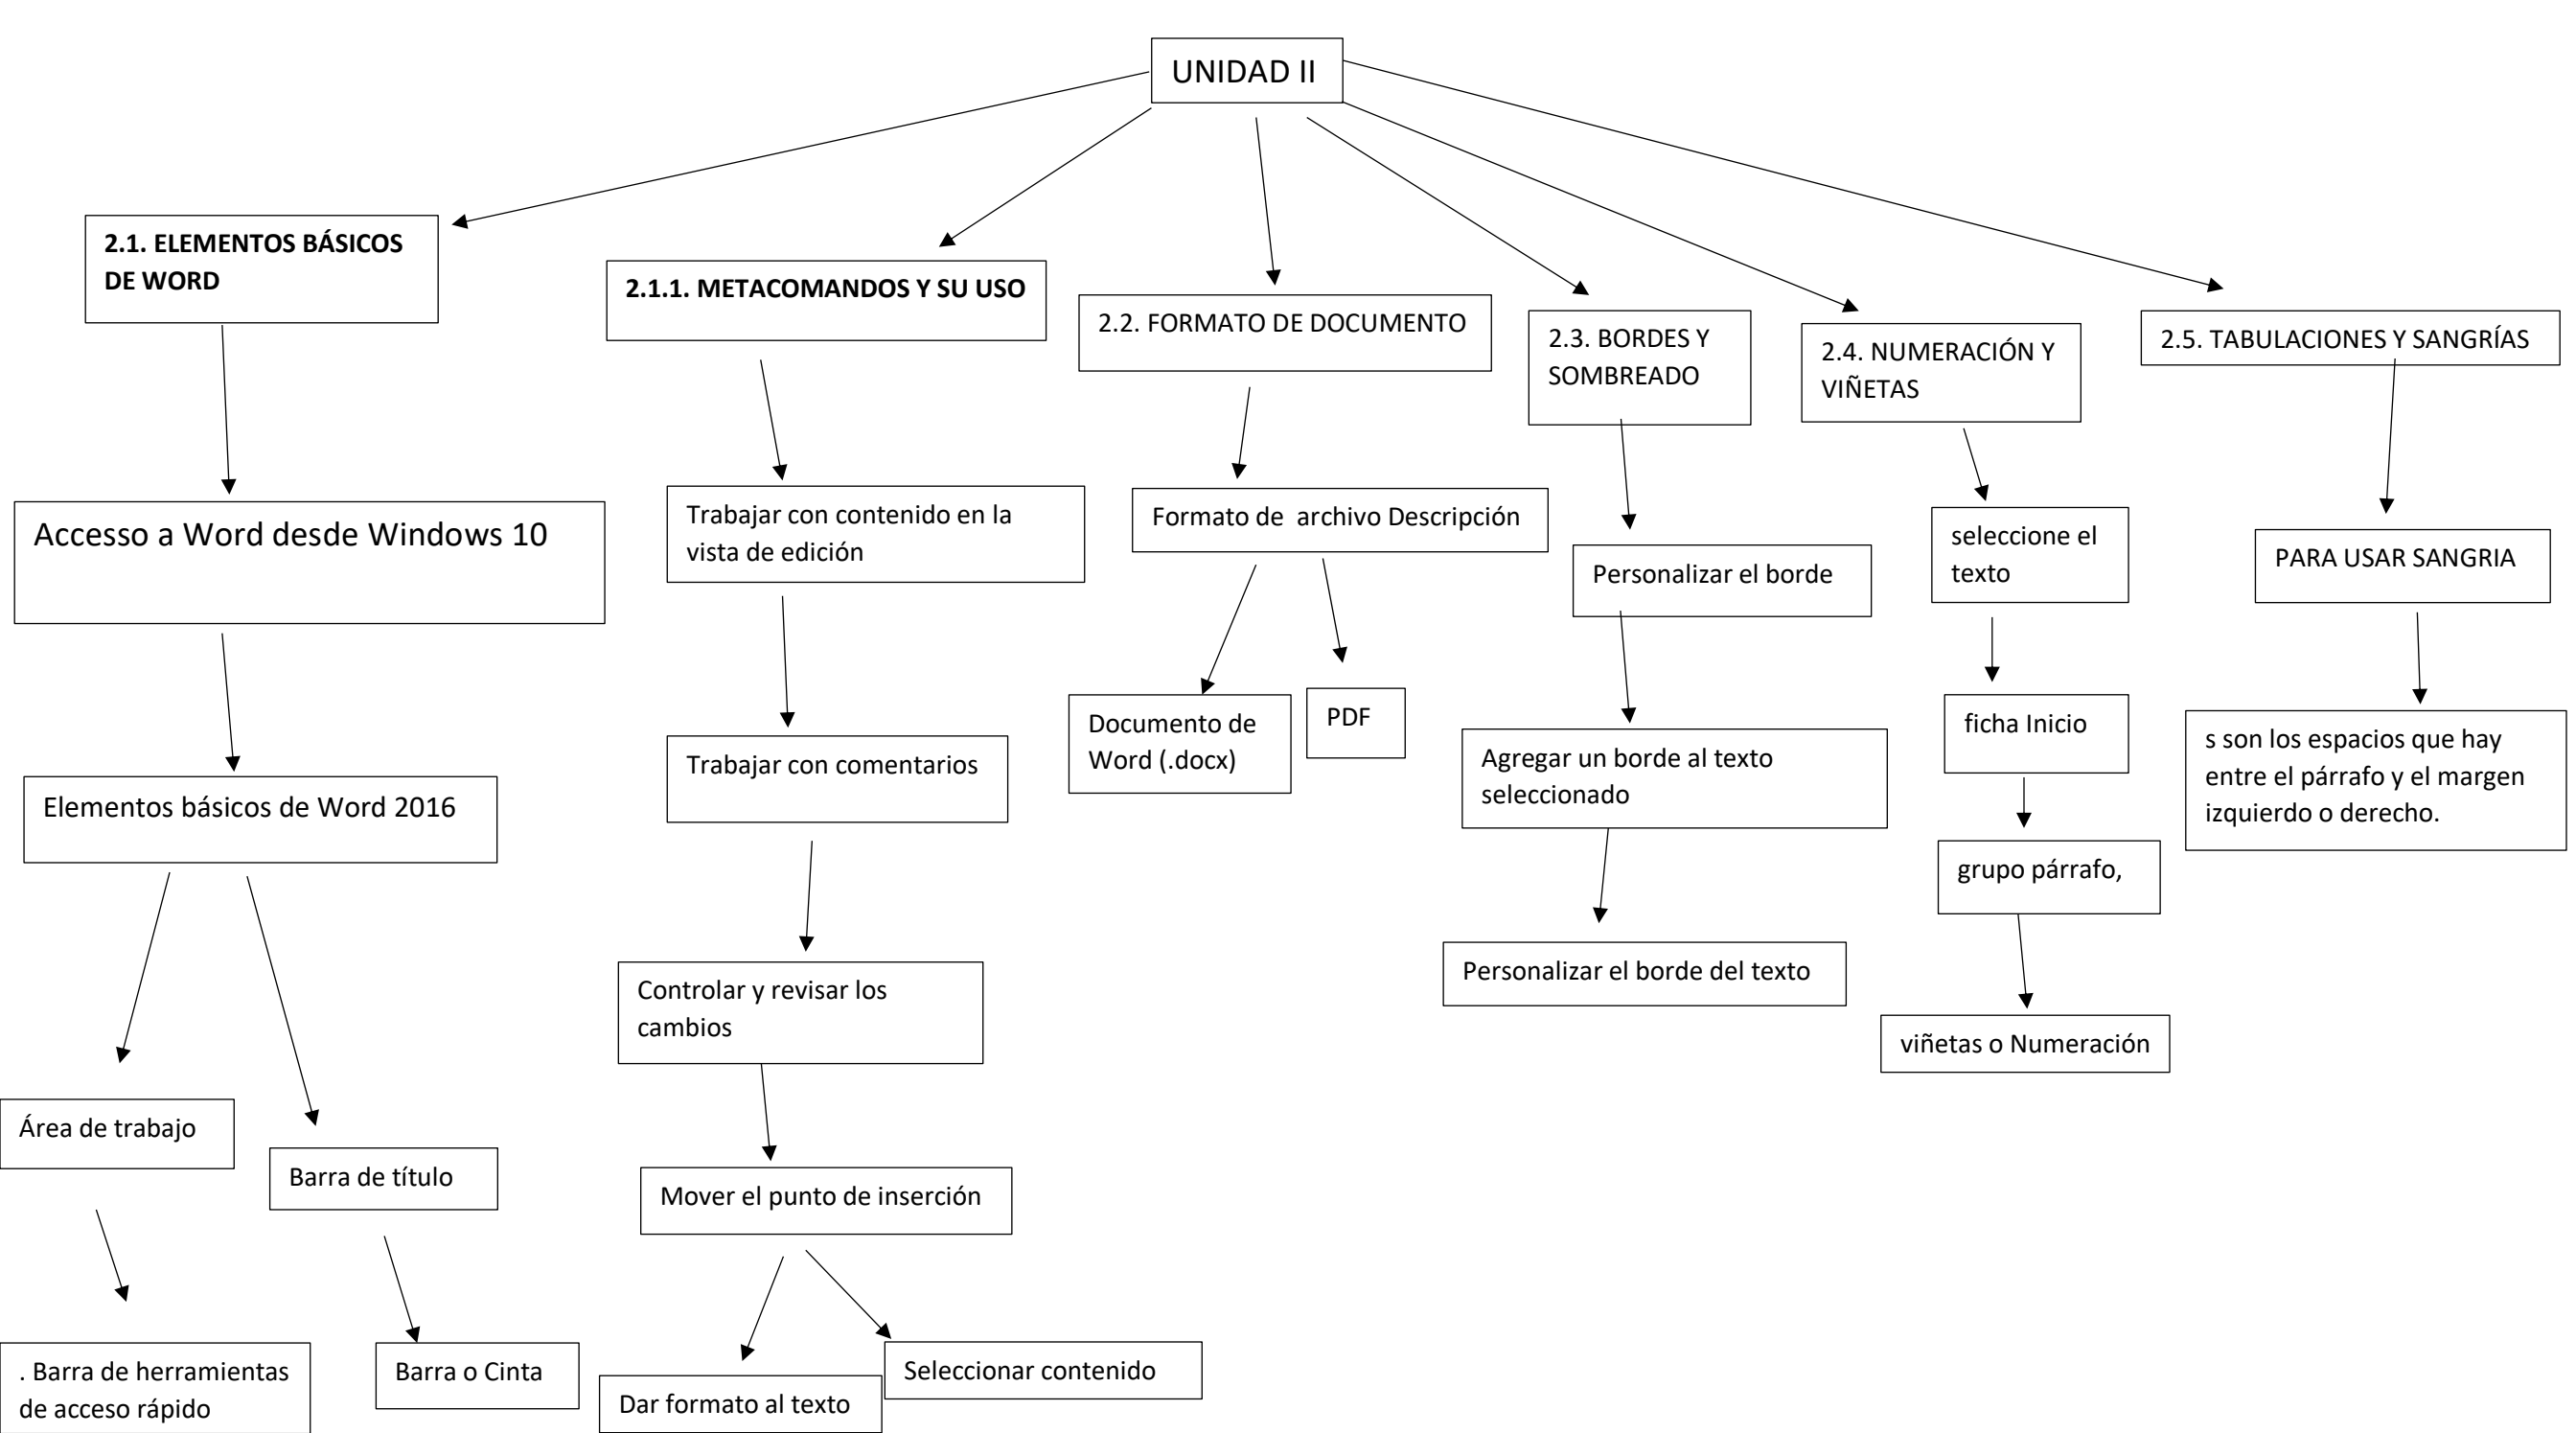 UNIDAD II
2.1. ELEMENTOS BÁSICOS
DE WORD
2.1.1. METACOMANDOS Y SU USO
2.2. FORMATO DE DOCUMENTO
2.3. BORDES Y
SOMBREADO
2.4. NUMERACIÓN Y
VIÑETAS
2.5. TABULACIONES Y SANGRÍAS
Accesso a Word desde Windows 10
Trabajar con contenido en la
vista de edición
Formato de  archivo Descripción
Personalizar el borde
seleccione el
texto
PARA USAR SANGRIA
Elementos básicos de Word 2016
Trabajar con comentarios
Documento de
Word (.docx)
PDF
Agregar un borde al texto
seleccionado
ficha Inicio
s son los espacios que hay
entre el párrafo y el margen
izquierdo o derecho.
grupo párrafo,
Controlar y revisar los
cambios
Personalizar el borde del texto
viñetas o Numeración
Área de trabajo
Barra de título
Mover el punto de inserción
. Barra de herramientas
de acceso rápido
Barra o Cinta
Dar formato al texto
Seleccionar contenido